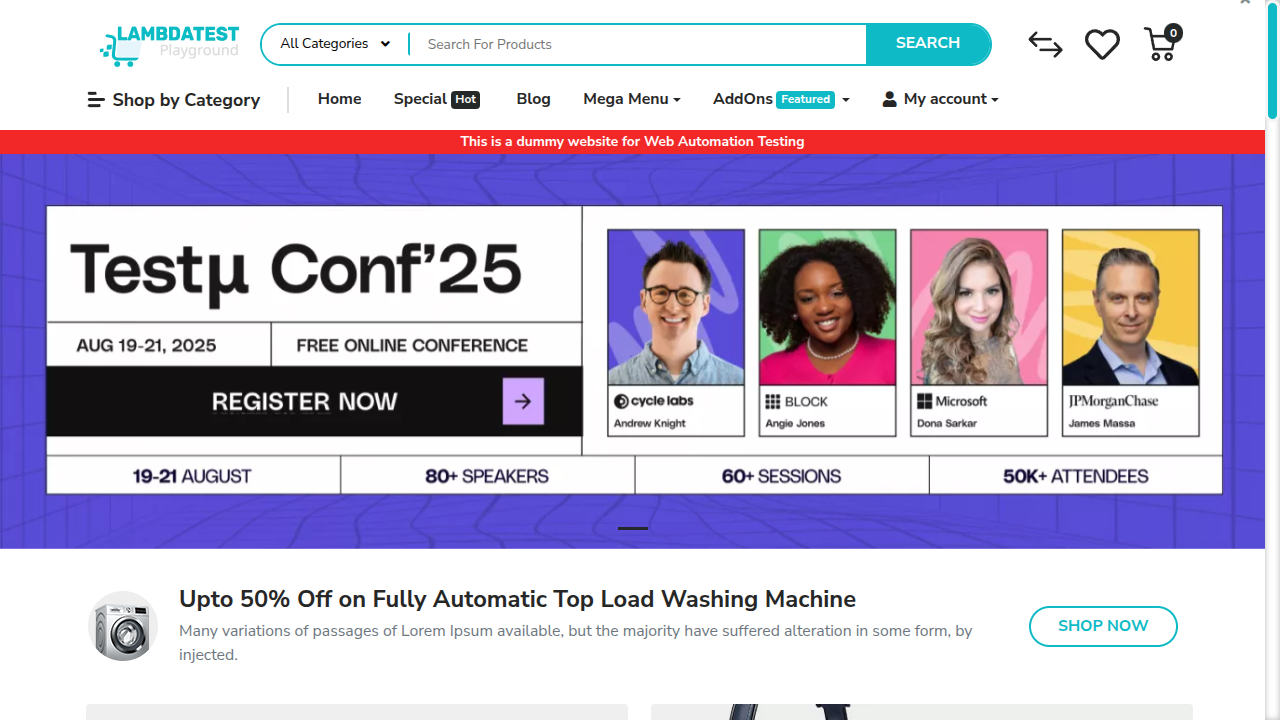 LAMBDATEST
Playground
All Categories
Search For Products
SEARCH
0
Shop by Category
Home
Special Hot
Blog
Mega Menu
AddOns Featured
My account
This is a dummy website for Web Automation Testing
Testμ Conf’25
AUG 19-21, 2025
FREE ONLINE CONFERENCE
REGISTER NOW
cycle labs
Andrew Knight
BLOCK
Angie Jones
Microsoft
Dona Sarkar
JPMorganChase
James Massa
19-21 AUGUST
80+ SPEAKERS
60+ SESSIONS
50K+ ATTENDEES
Upto 50% Off on Fully Automatic Top Load Washing Machine
Many variations of passages of Lorem Ipsum available, but the majority have suffered alteration in some form, by
injected.
SHOP NOW